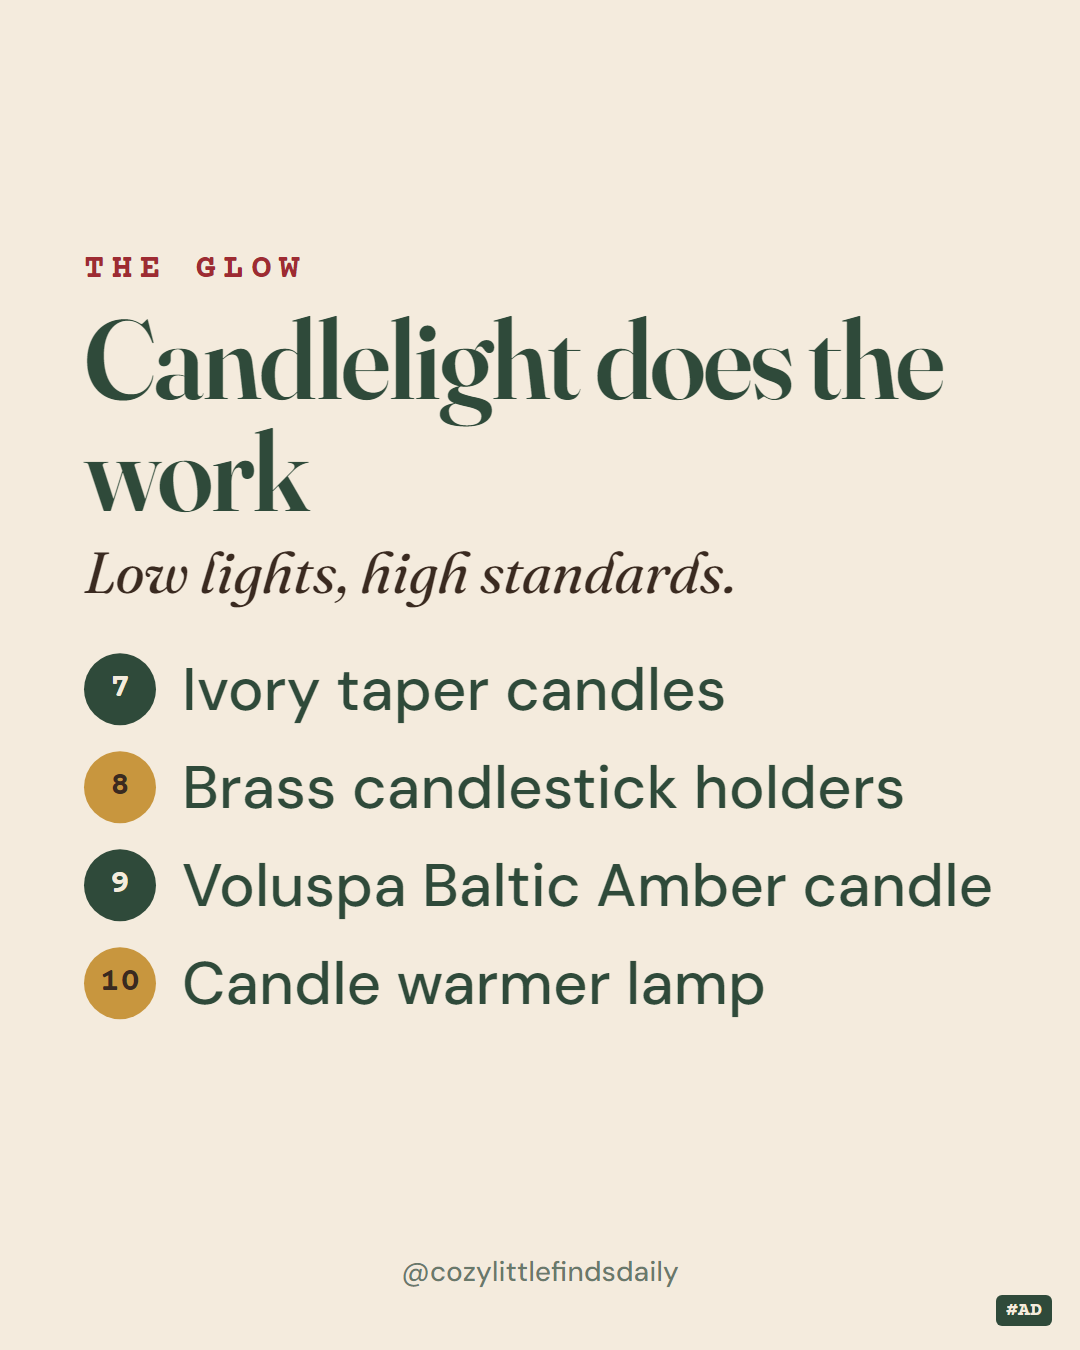 THE GLOW
Candlelight does the
work
Low lights, high standards.
7 Ivory taper candles
8 Brass candlestick holders
9 Voluspa Baltic Amber candle
10 Candle warmer lamp
@cozylittlefindsdaily
#AD